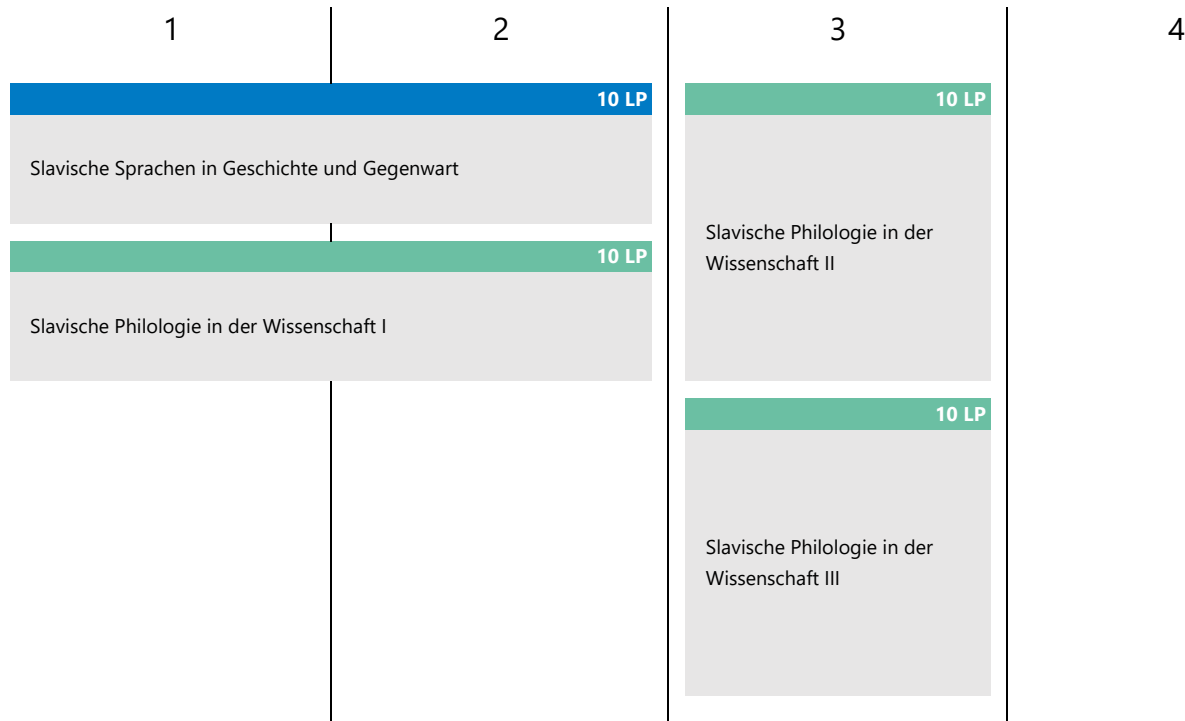 1
2
3
4
10 LP
Slavische Sprachen in Geschichte und Gegenwart
10 LP
Slavische Philologie in der Wissenschaft I
10 LP
Slavische Philologie in der
Wissenschaft II
10 LP
Slavische Philologie in der
Wissenschaft III